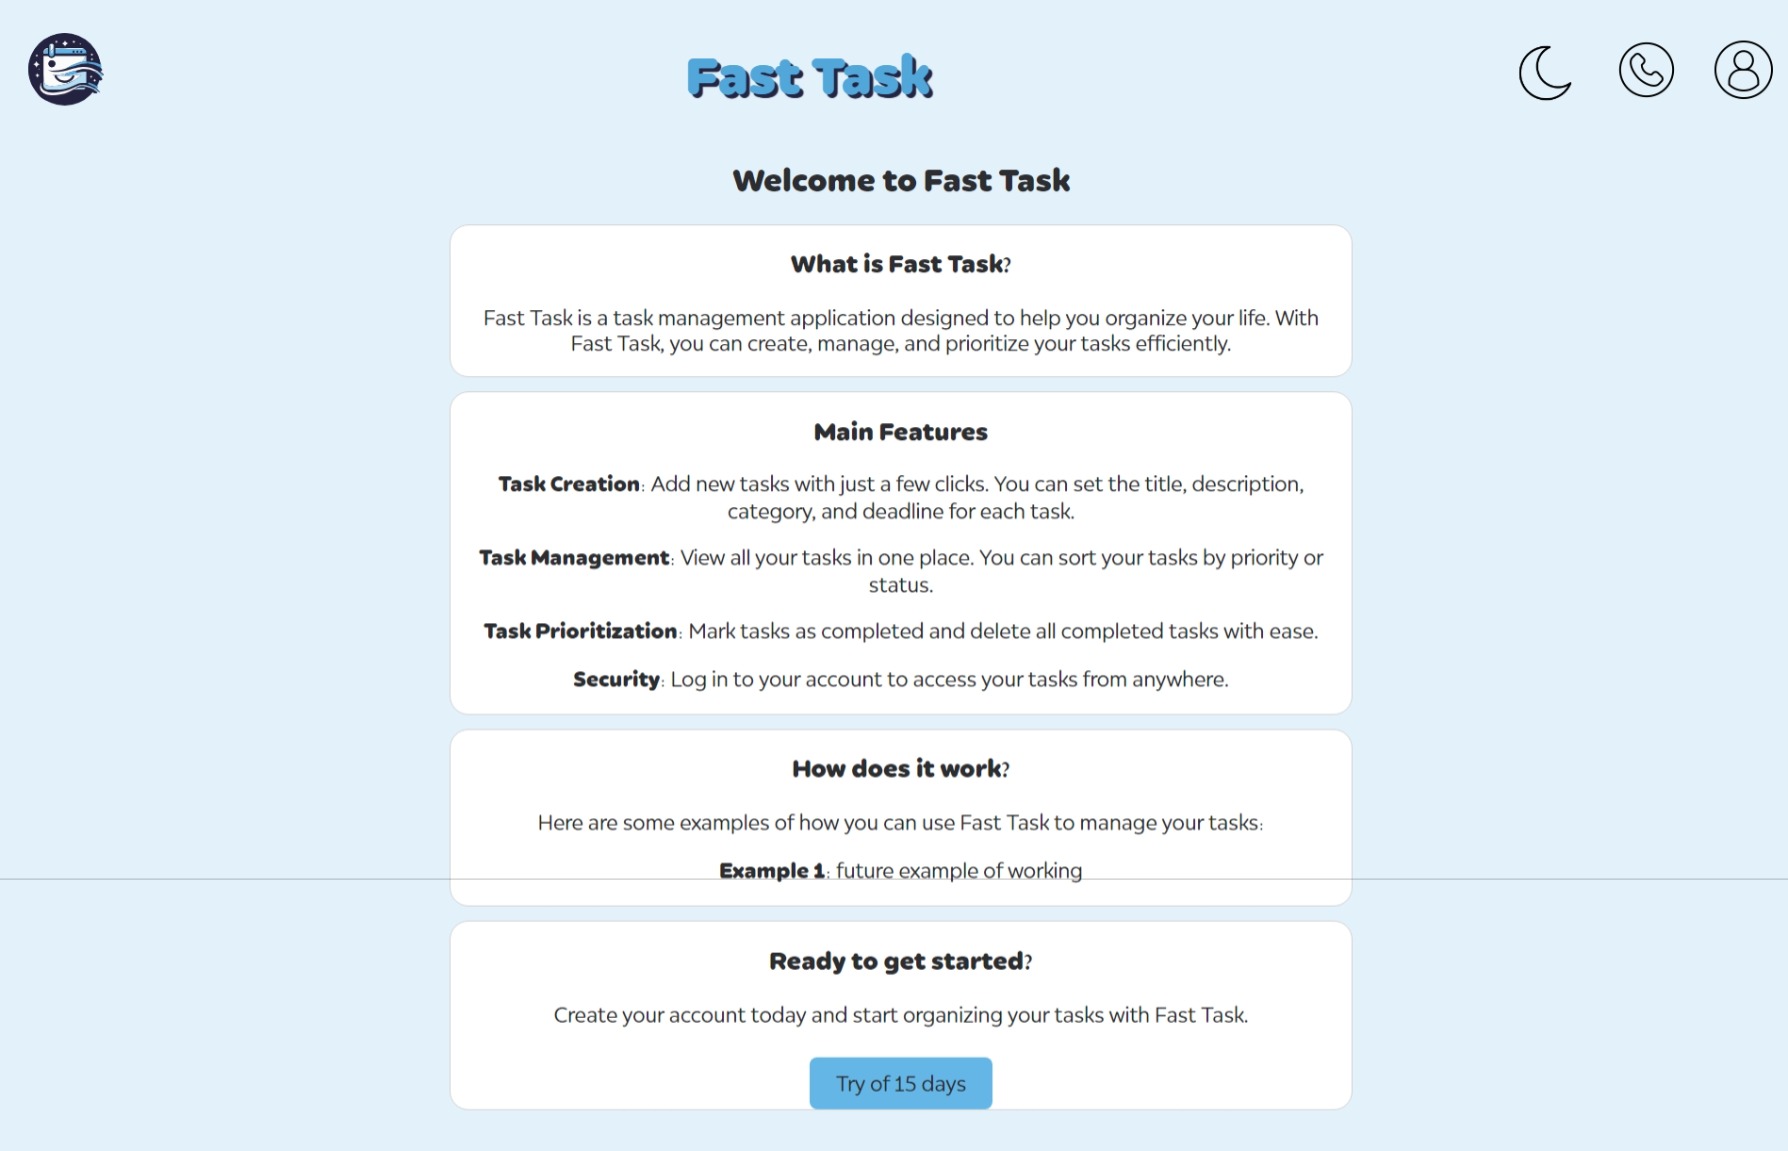 Fast Task
Welcome to Fast Task
What is Fast Task?
Fast Task is a task management application designed to help you organize your life. With
Fast Task, you can create, manage, and prioritize your tasks efficiently.
Main Features
Task Creation: Add new tasks with just a few clicks. You can set the title, description,
category, and deadline for each task.
Task Management: View all your tasks in one place. You can sort your tasks by priority or
status.
Task Prioritization: Mark tasks as completed and delete all completed tasks with ease.
Security: Log in to your account to access your tasks from anywhere.
How does it work?
Here are some examples of how you can use Fast Task to manage your tasks:
Example 1: future example of working
Ready to get started?
Create your account today and start organizing your tasks with Fast Task.
Try of 15 days